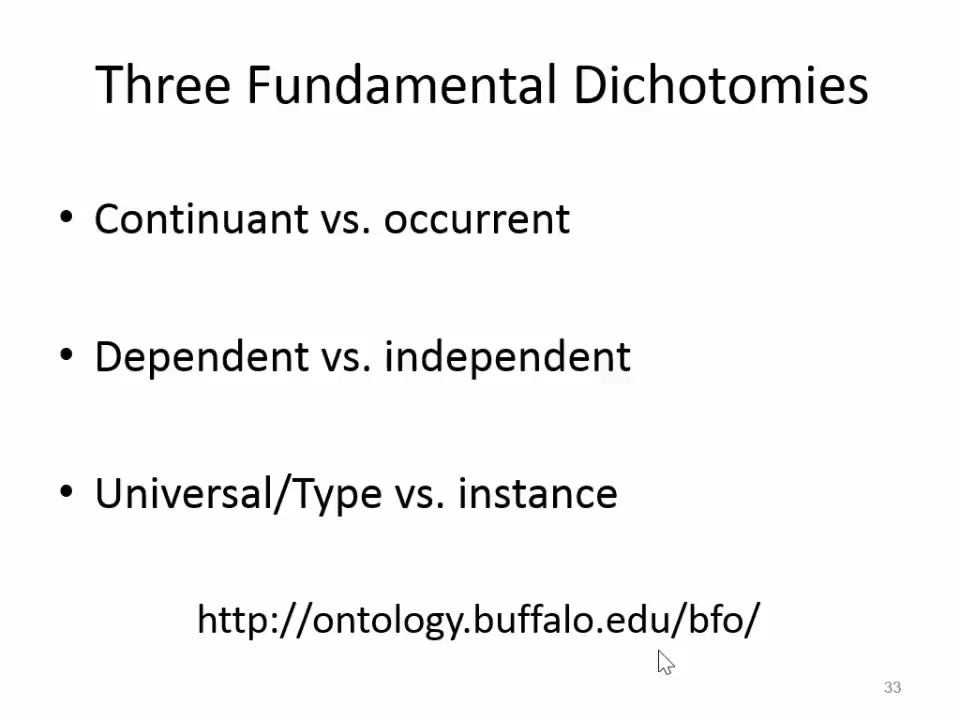 Three Fundamental Dichotomies
• Continuant vs. occurrent
• Dependent vs. independent
• Universal/Type vs. instance
http://ontology.buffalo.edu/bfo/
33